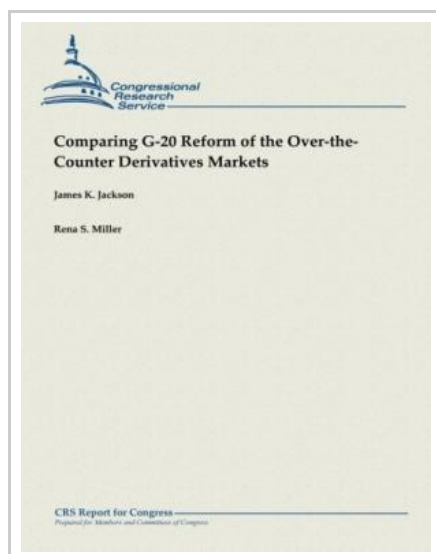 Congressional
Research
Service
Comparing G-20 Reform of the Over-the-
Counter Derivatives Markets
James K. Jackson
Rena S. Miller
CRS Report for Congress
Prepared for Members and Committees of Congress